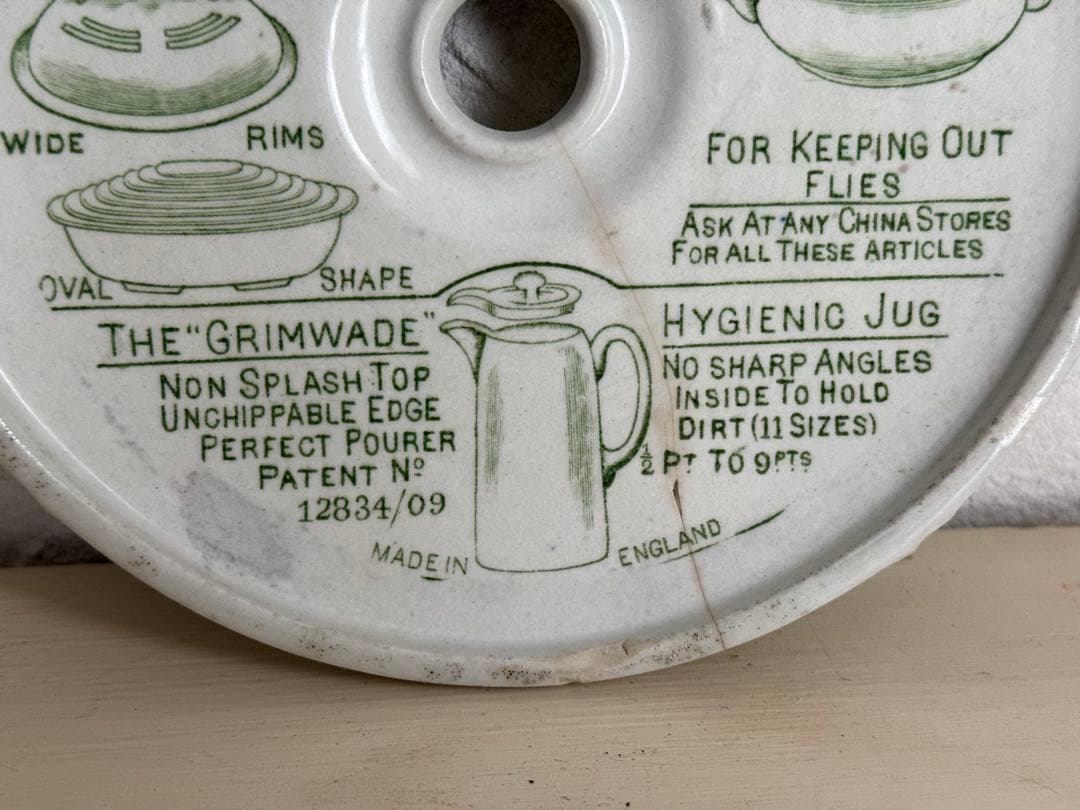 WIDE RIMS
OVAL SHAPE
FOR KEEPING OUT
FLIES
ASK AT ANY CHINA STORES
FOR ALL THESE ARTICLES
THE "GRIMWADE"
NON SPLASH TOP
UNCHIPPABLE EDGE
PERFECT POURER
PATENT Nº
12834/09
HYGIENIC JUG
NO SHARP ANGLES
INSIDE TO HOLD
DIRT (11 SIZES)
½ PT TO 9 PTS
MADE IN ENGLAND